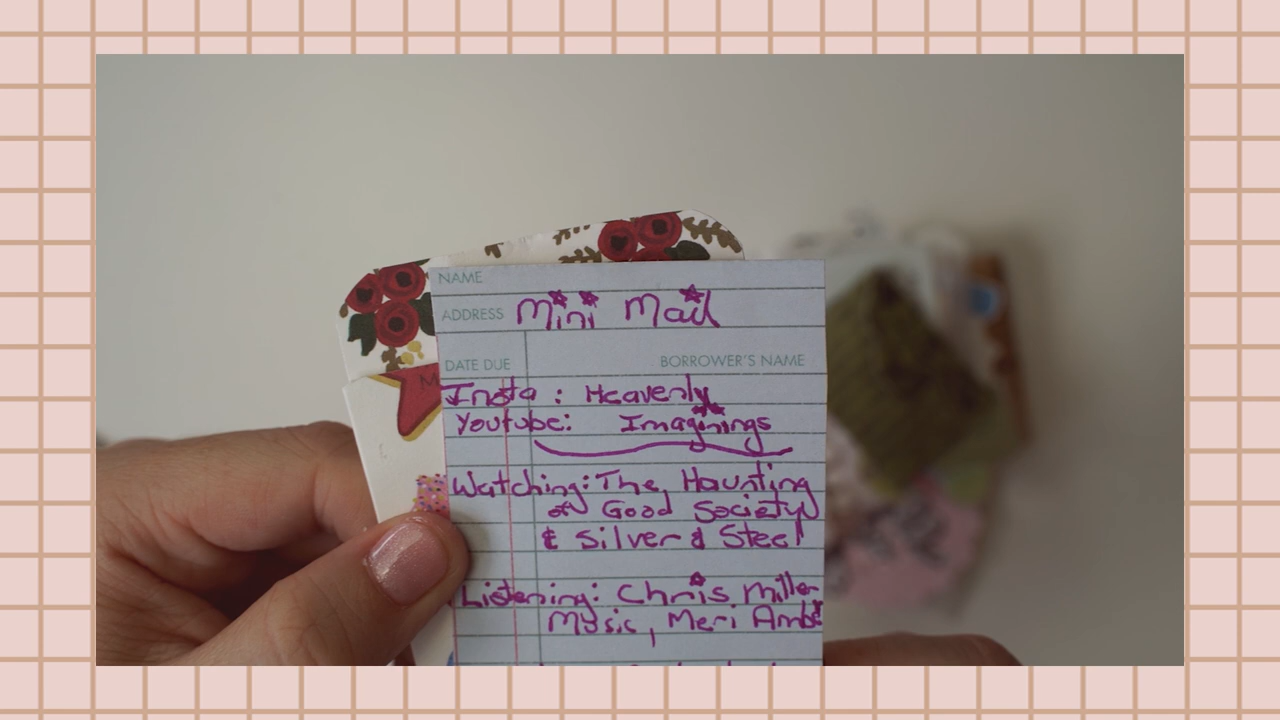 NAME
ADDRESS Mini Mail
DATE DUE BORROWER'S NAME
Insta : Heavenly
Youtube: Imaginings
Watching: The Haunting
of Good Society
& Silver & Steel
Listening: Chris Miller
Music, Meri Amber
M